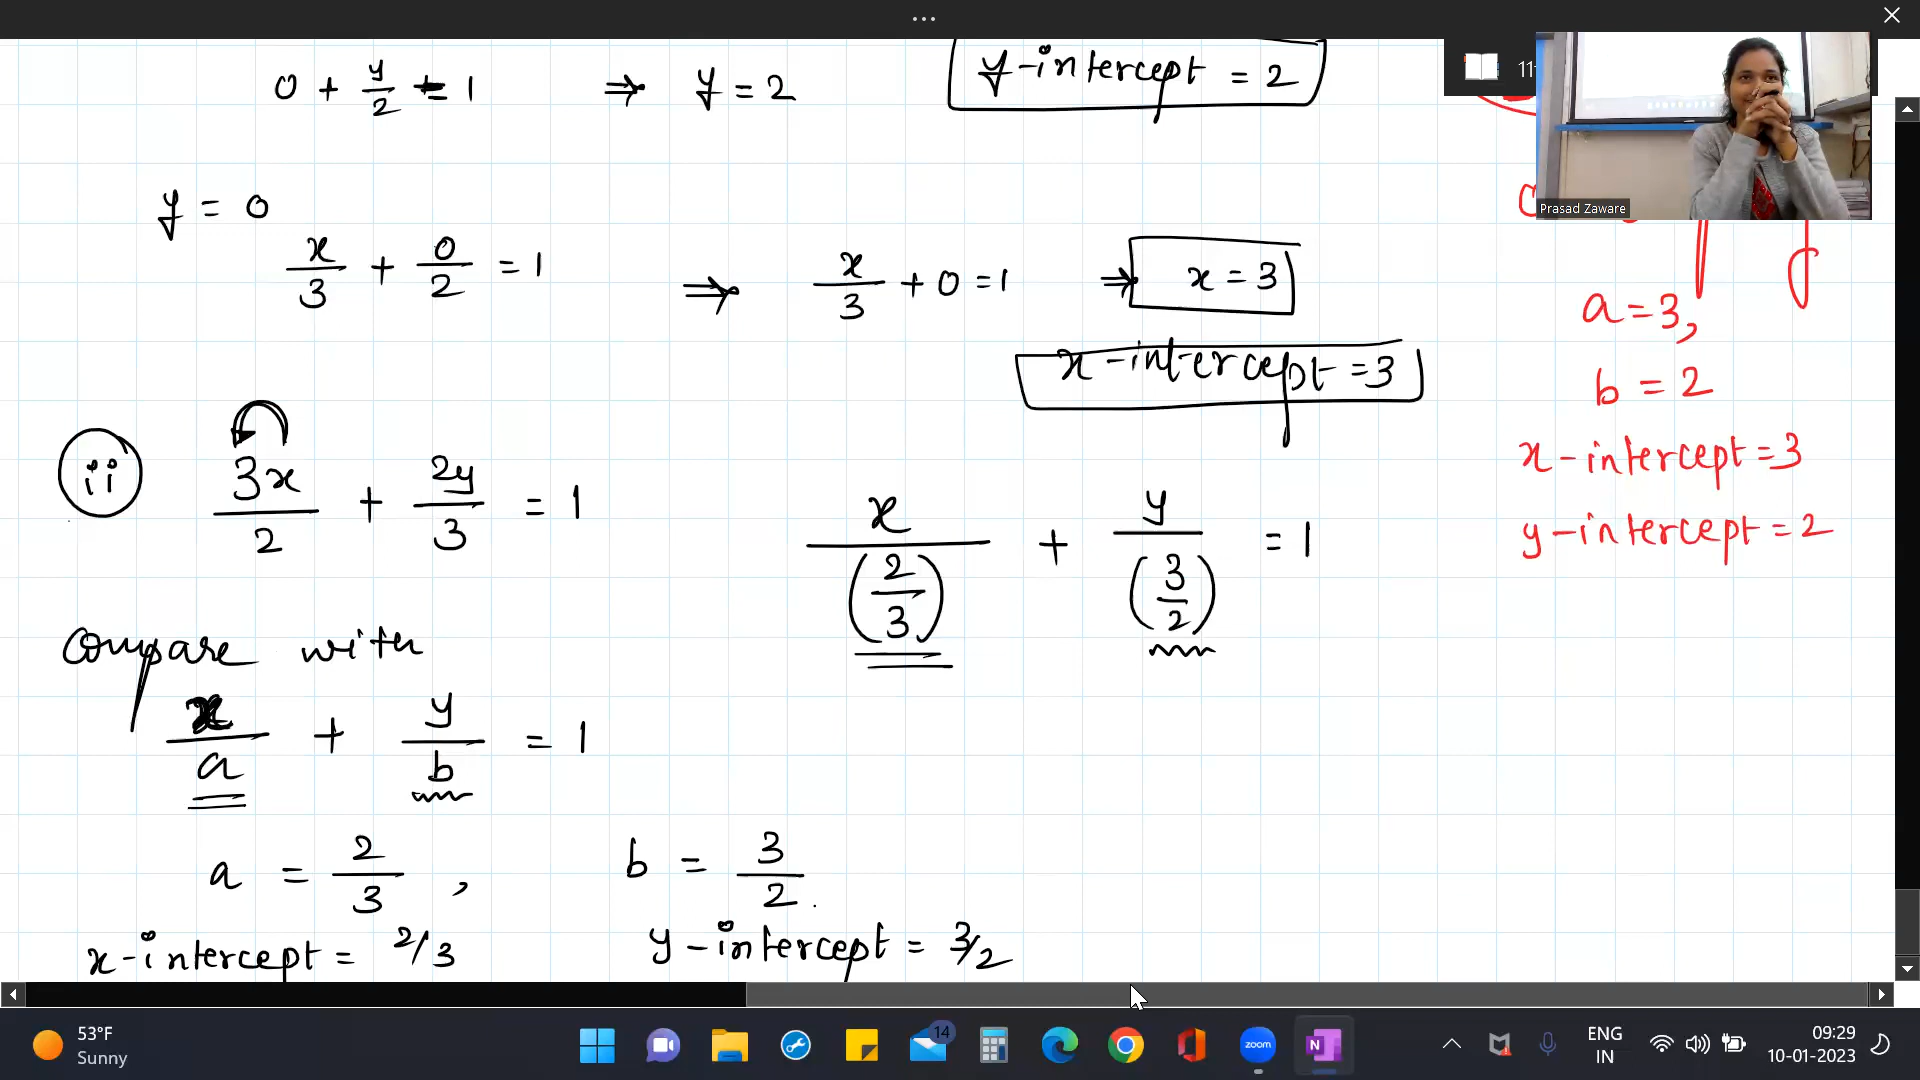 0 + y/2 = 1 ⇒ y = 2
y-intercept = 2
11
y = 0
x/3 + 0/2 = 1 ⇒ x/3 + 0 = 1 ⇒ x = 3
x-intercept = 3
ii 3x/2 + 2y/3 = 1
x/(2/3) + y/(3/2) = 1
Compare with
x/a + y/b = 1
a = 2/3 , b = 3/2 .
x-intercept = 2/3 y-intercept = 3/2
Prasad Zaware
a = 3,
b = 2
x-intercept = 3
y-intercept = 2
53°F
Sunny
14
zoom
N
ENG
IN
09:29
10-01-2023